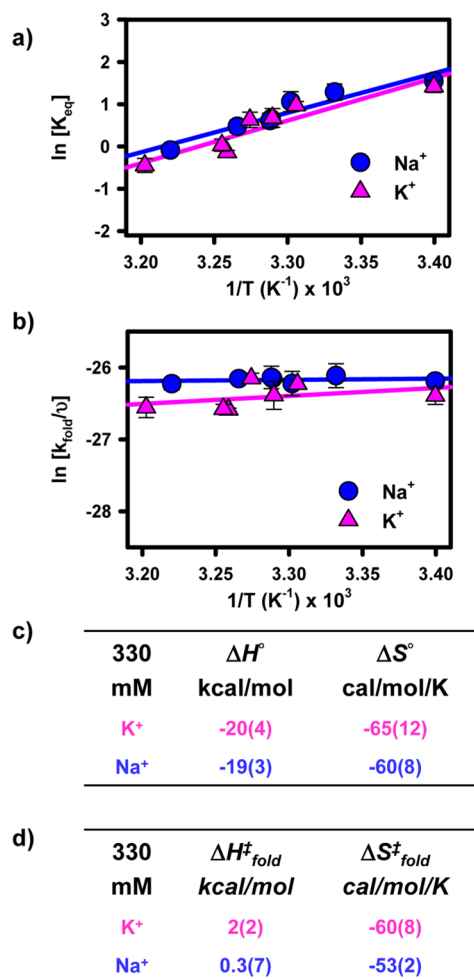 a)
3
2
1
0
-1
-2
ln [Keq]
3.20 3.25 3.30 3.35 3.40
1/T (K⁻¹) x 10³
Na⁺
K⁺
b)
-26
-27
-28
ln [kfold/υ]
3.20 3.25 3.30 3.35 3.40
1/T (K⁻¹) x 10³
Na⁺
K⁺
c)
330 ΔH° ΔS°
mM kcal/mol cal/mol/K
K⁺ -20(4) -65(12)
Na⁺ -19(3) -60(8)
d)
330 ΔH‡fold ΔS‡fold
mM kcal/mol cal/mol/K
K⁺ 2(2) -60(8)
Na⁺ 0.3(7) -53(2)